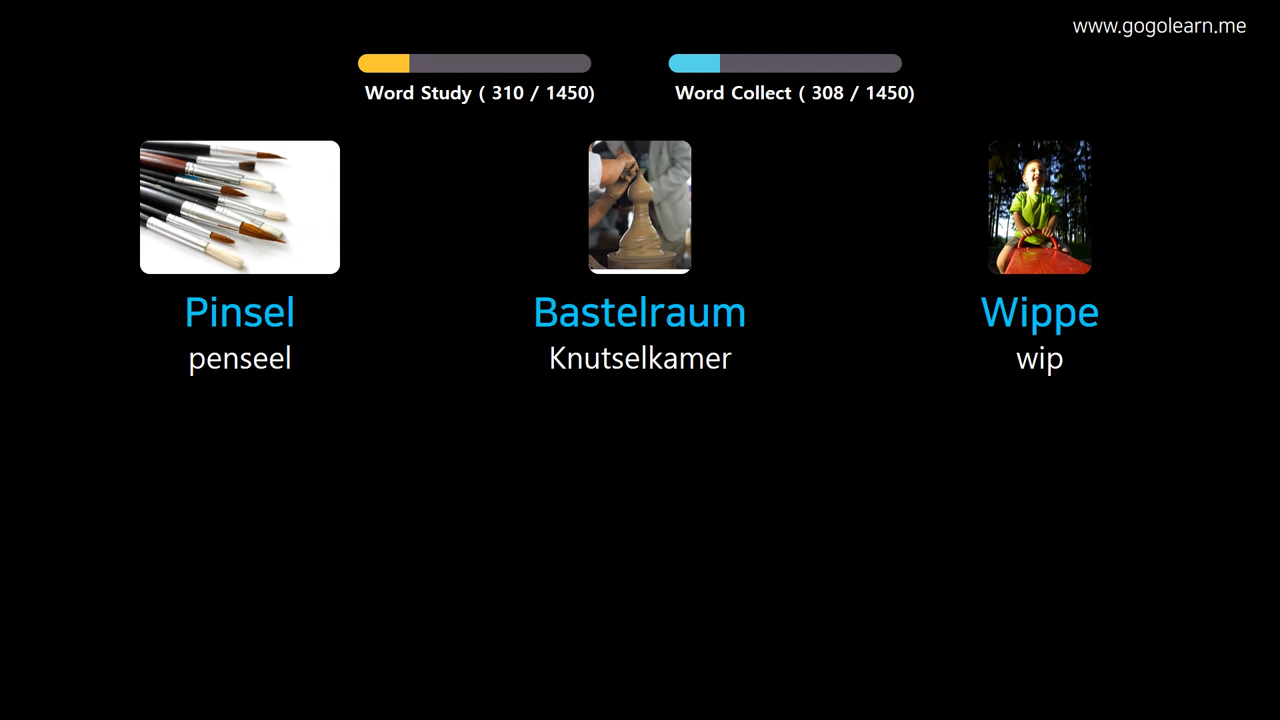 www.gogolearn.me
Word Study ( 310 / 1450)
Word Collect ( 308 / 1450)
Pinsel
penseel
Bastelraum
Knutselkamer
Wippe
wip